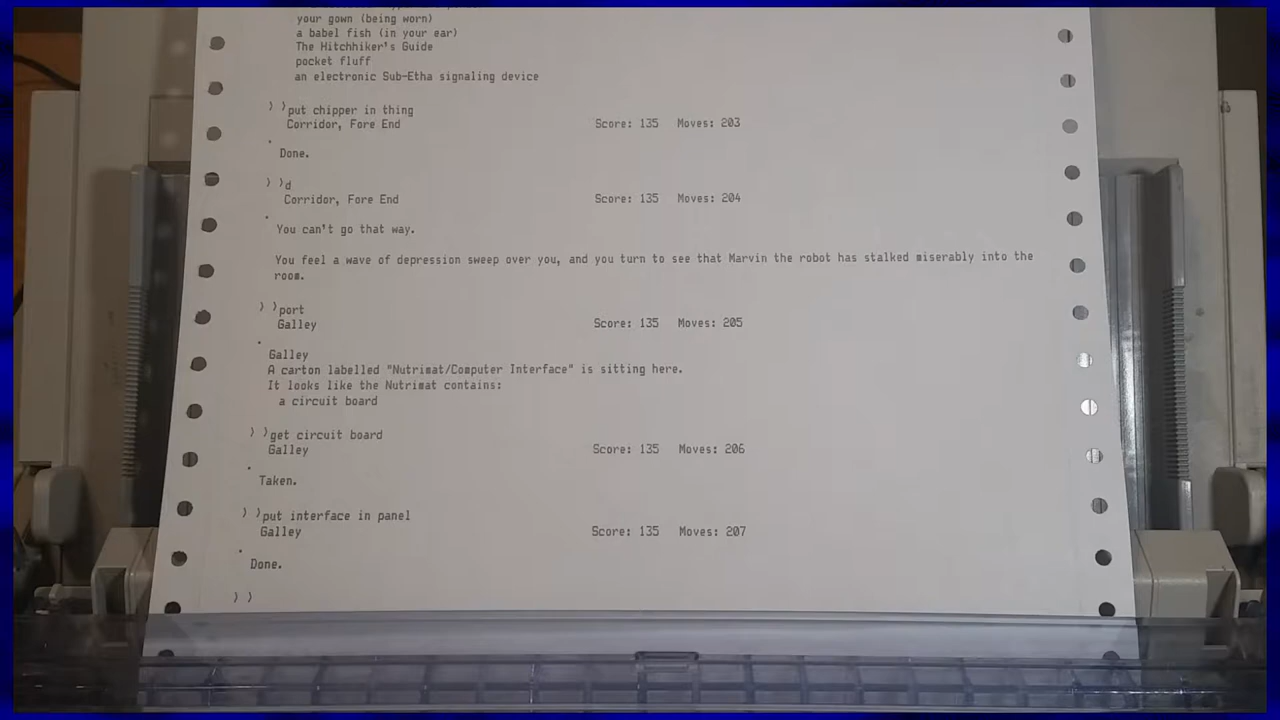 your gown (being worn)
a babel fish (in your ear)
The Hitchhiker's Guide
pocket fluff
an electronic Sub-Etha signaling device
) )put chipper in thing
Corridor, Fore End Score: 135 Moves: 203
.
Done.
) )d
Corridor, Fore End Score: 135 Moves: 204
.
You can't go that way.
You feel a wave of depression sweep over you, and you turn to see that Marvin the robot has stalked miserably into the
room.
) )port
Galley Score: 135 Moves: 205
.
Galley
A carton labelled "Nutrimat/Computer Interface" is sitting here.
It looks like the Nutrimat contains:
a circuit board
) )get circuit board
Galley Score: 135 Moves: 206
.
Taken.
) )put interface in panel
Galley Score: 135 Moves: 207
.
Done.
) )